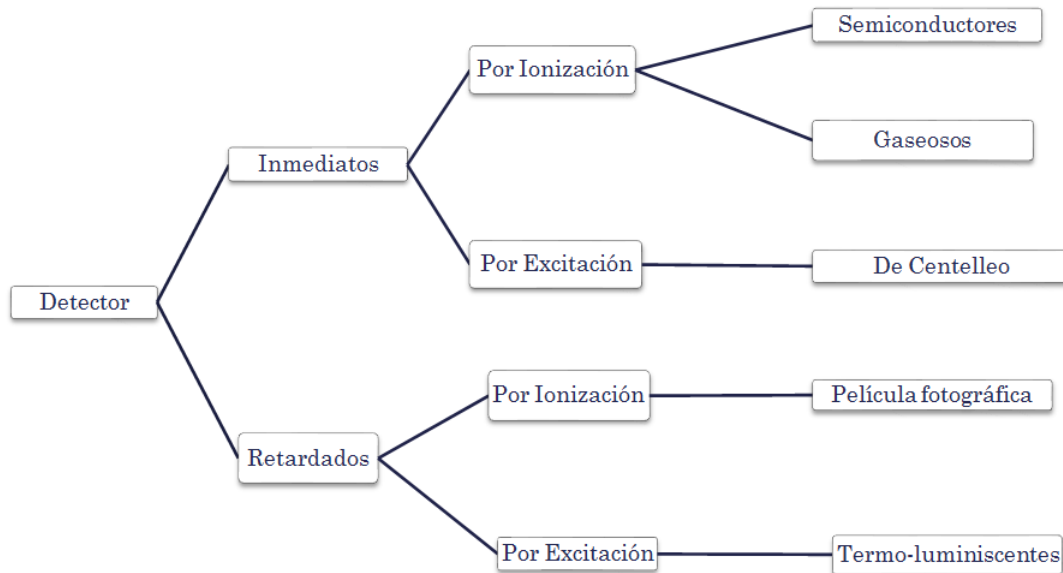 Detector
Inmediatos
Por Ionización
Semiconductores
Gaseosos
Por Excitación
De Centelleo
Retardados
Por Ionización
Película fotográfica
Por Excitación
Termo-luminiscentes